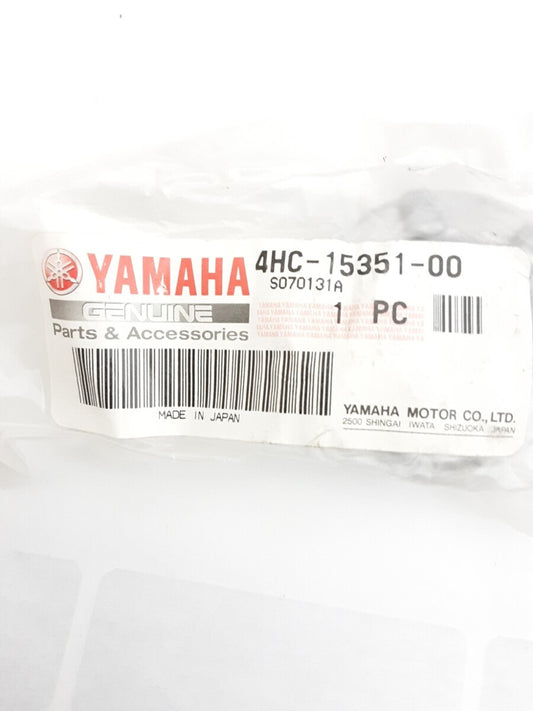 YAMAHA
GENUINE
Parts & Accessories
4HC-15351-00
S070131A
1 PC
MADE IN JAPAN
YAMAHA MOTOR CO., LTD.
2500 SHINGAI IWATA SHIZUOKA JAPAN